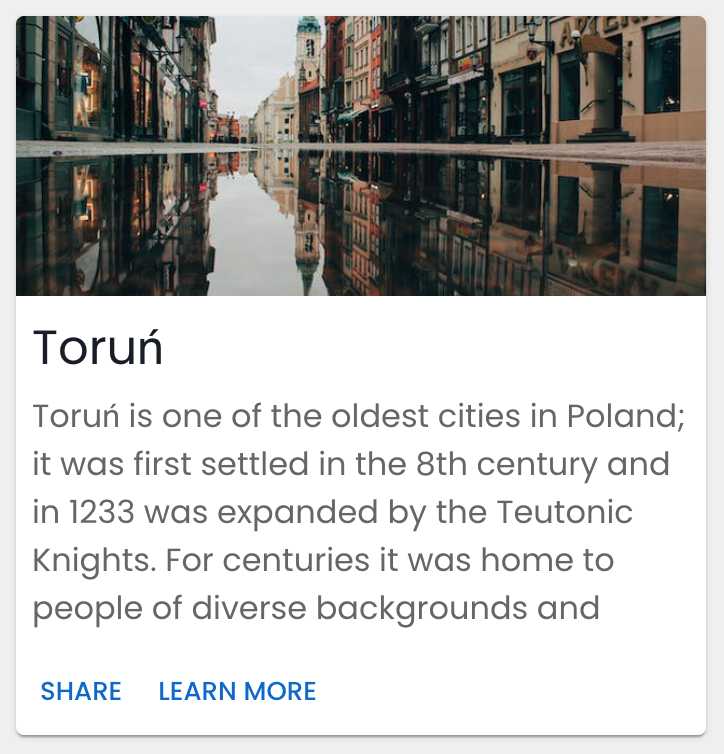 Toruń
Toruń is one of the oldest cities in Poland;
it was first settled in the 8th century and
in 1233 was expanded by the Teutonic
Knights. For centuries it was home to
people of diverse backgrounds and
SHARE LEARN MORE